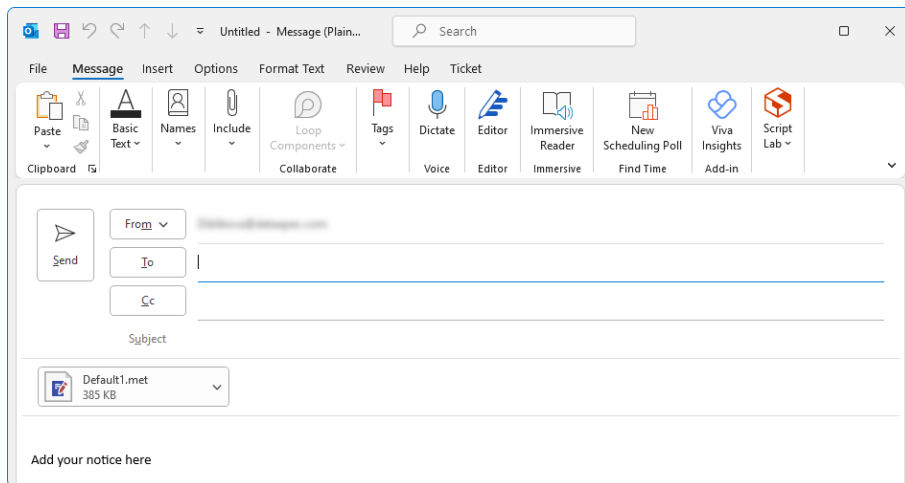 Untitled - Message (Plain... Search
File Message Insert Options Format Text Review Help Ticket
Paste Basic Text Names Include Loop Components Tags Dictate Editor Immersive Reader New Scheduling Poll Viva Insights Script Lab
Clipboard Collaborate Voice Editor Immersive Find Time Add-in
From
Send To
Cc
Subject
Default1.met
385 KB
Add your notice here